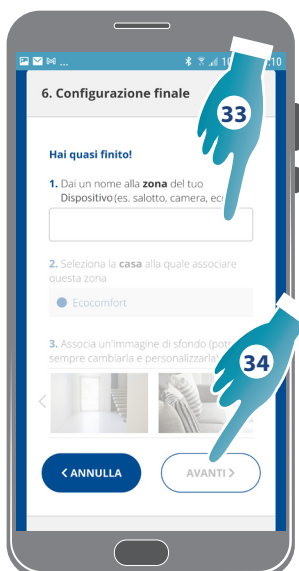 6. Configurazione finale
33
Hai quasi finito!
1. Dai un nome alla zona del tuo
Dispositivo (es. salotto, camera,
2. Seleziona la casa alla quale associare
questa zona
Ecocomfort
3. Associa un'immagine di sfondo
sempre cambiarla e personalizzarla
34
< ANNULLA
AVANTI >